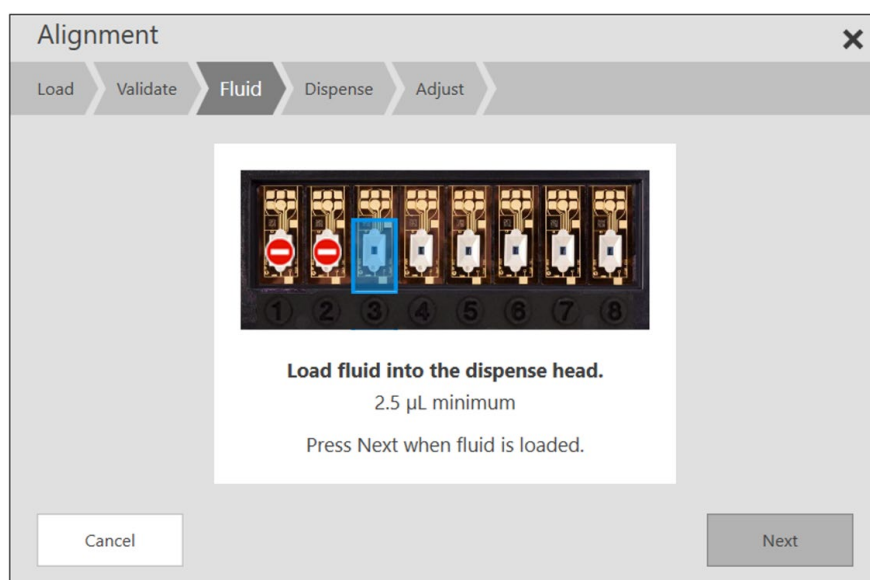 Alignment
Load Validate Fluid Dispense Adjust
1 2 3 4 5 6 7 8
Load fluid into the dispense head.
2.5 µL minimum
Press Next when fluid is loaded.
Cancel Next